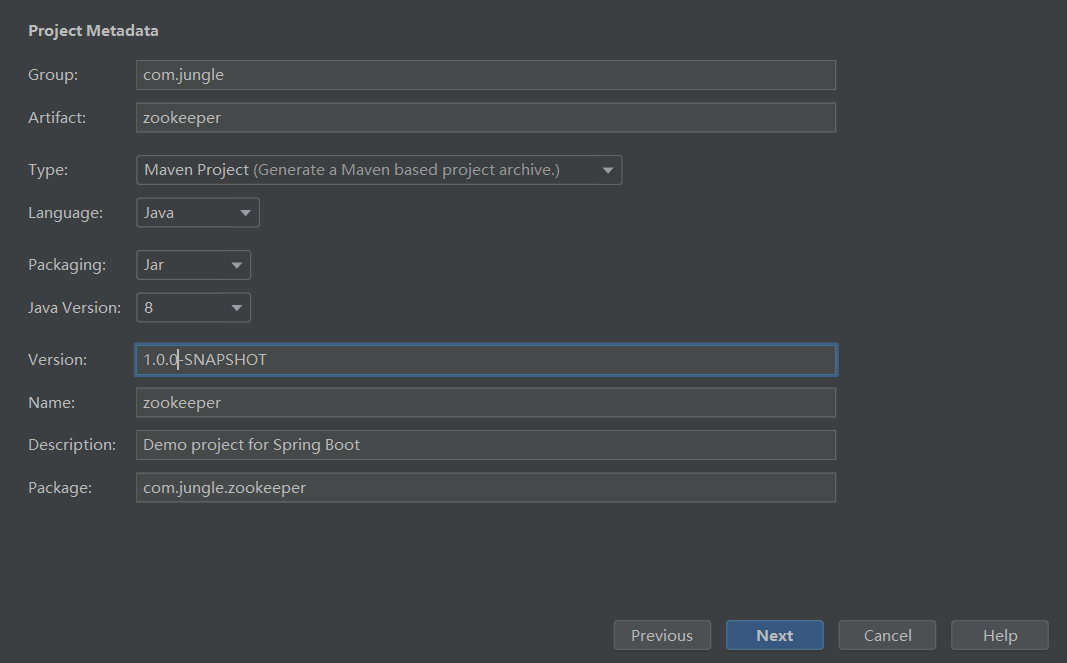 Project Metadata
Group: com.jungle
Artifact: zookeeper
Type: Maven Project (Generate a Maven based project archive.)
Language: Java
Packaging: Jar
Java Version: 8
Version: 1.0.0-SNAPSHOT
Name: zookeeper
Description: Demo project for Spring Boot
Package: com.jungle.zookeeper
Previous Next Cancel Help